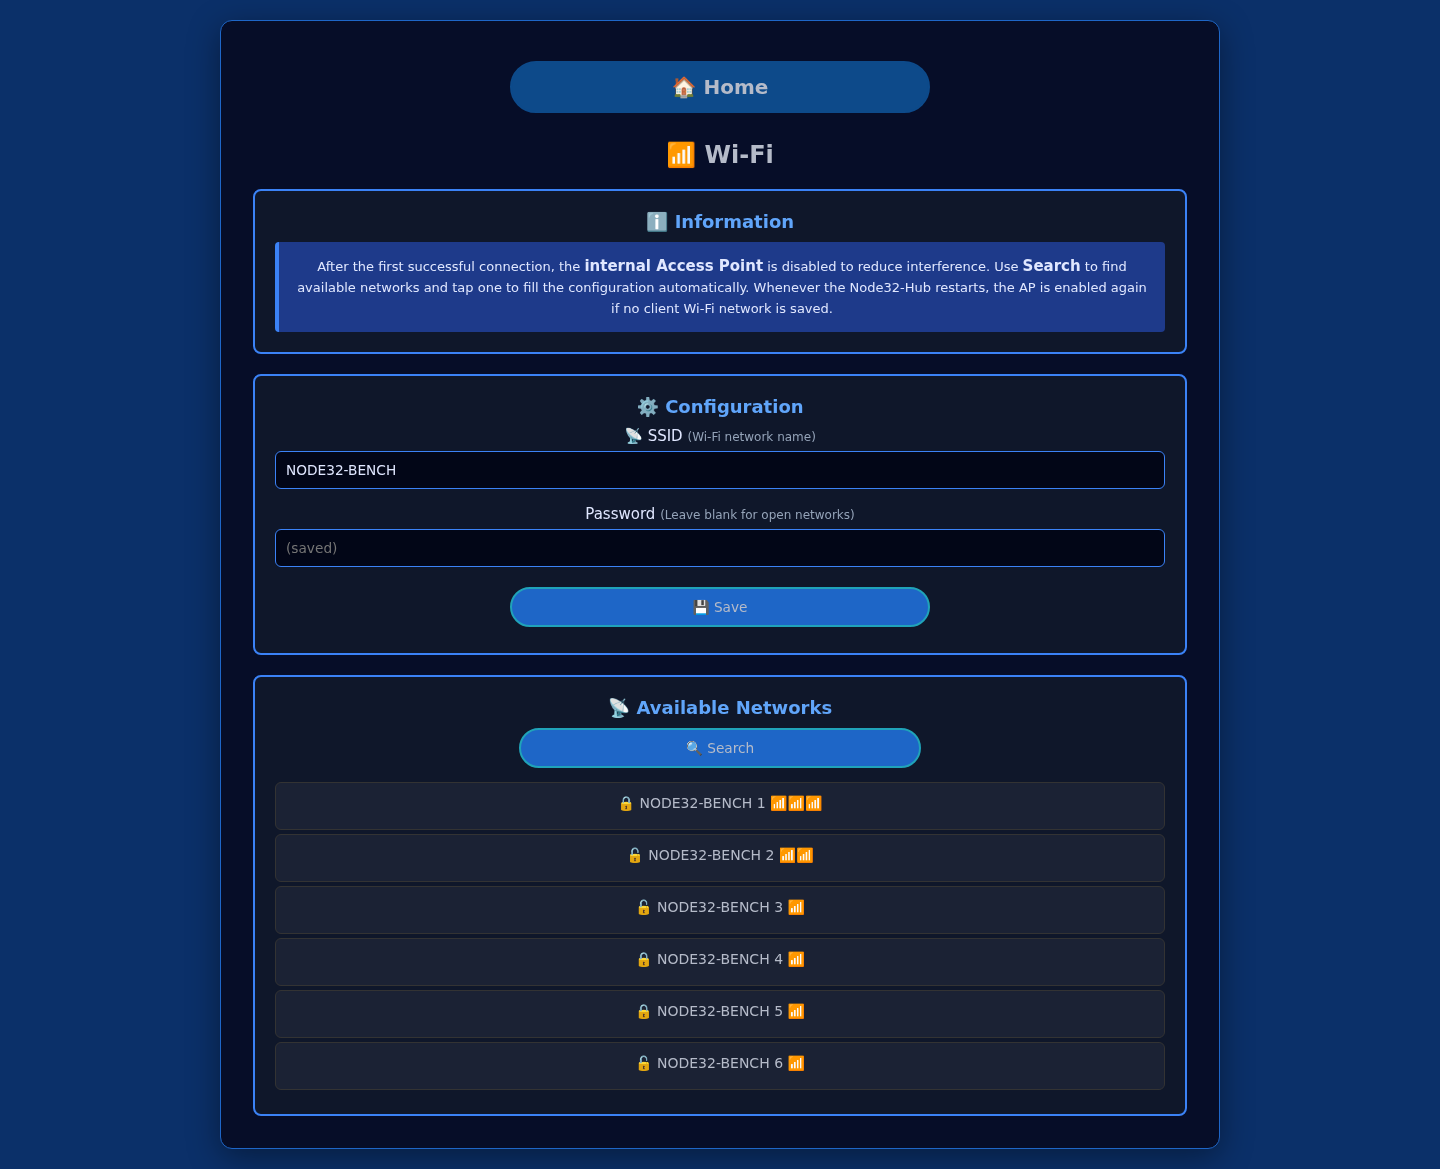 🏠 Home
📶 Wi-Fi
ℹ️ Information
After the first successful connection, the internal Access Point is disabled to reduce interference. Use Search to find
available networks and tap one to fill the configuration automatically. Whenever the Node32-Hub restarts, the AP is enabled again
if no client Wi-Fi network is saved.
⚙️ Configuration
📡 SSID (Wi-Fi network name)
NODE32-BENCH
Password (Leave blank for open networks)
(saved)
💾 Save
📡 Available Networks
🔍 Search
🔒 NODE32-BENCH 1 📶📶📶
🔓 NODE32-BENCH 2 📶📶
🔓 NODE32-BENCH 3 📶
🔒 NODE32-BENCH 4 📶
🔒 NODE32-BENCH 5 📶
🔓 NODE32-BENCH 6 📶